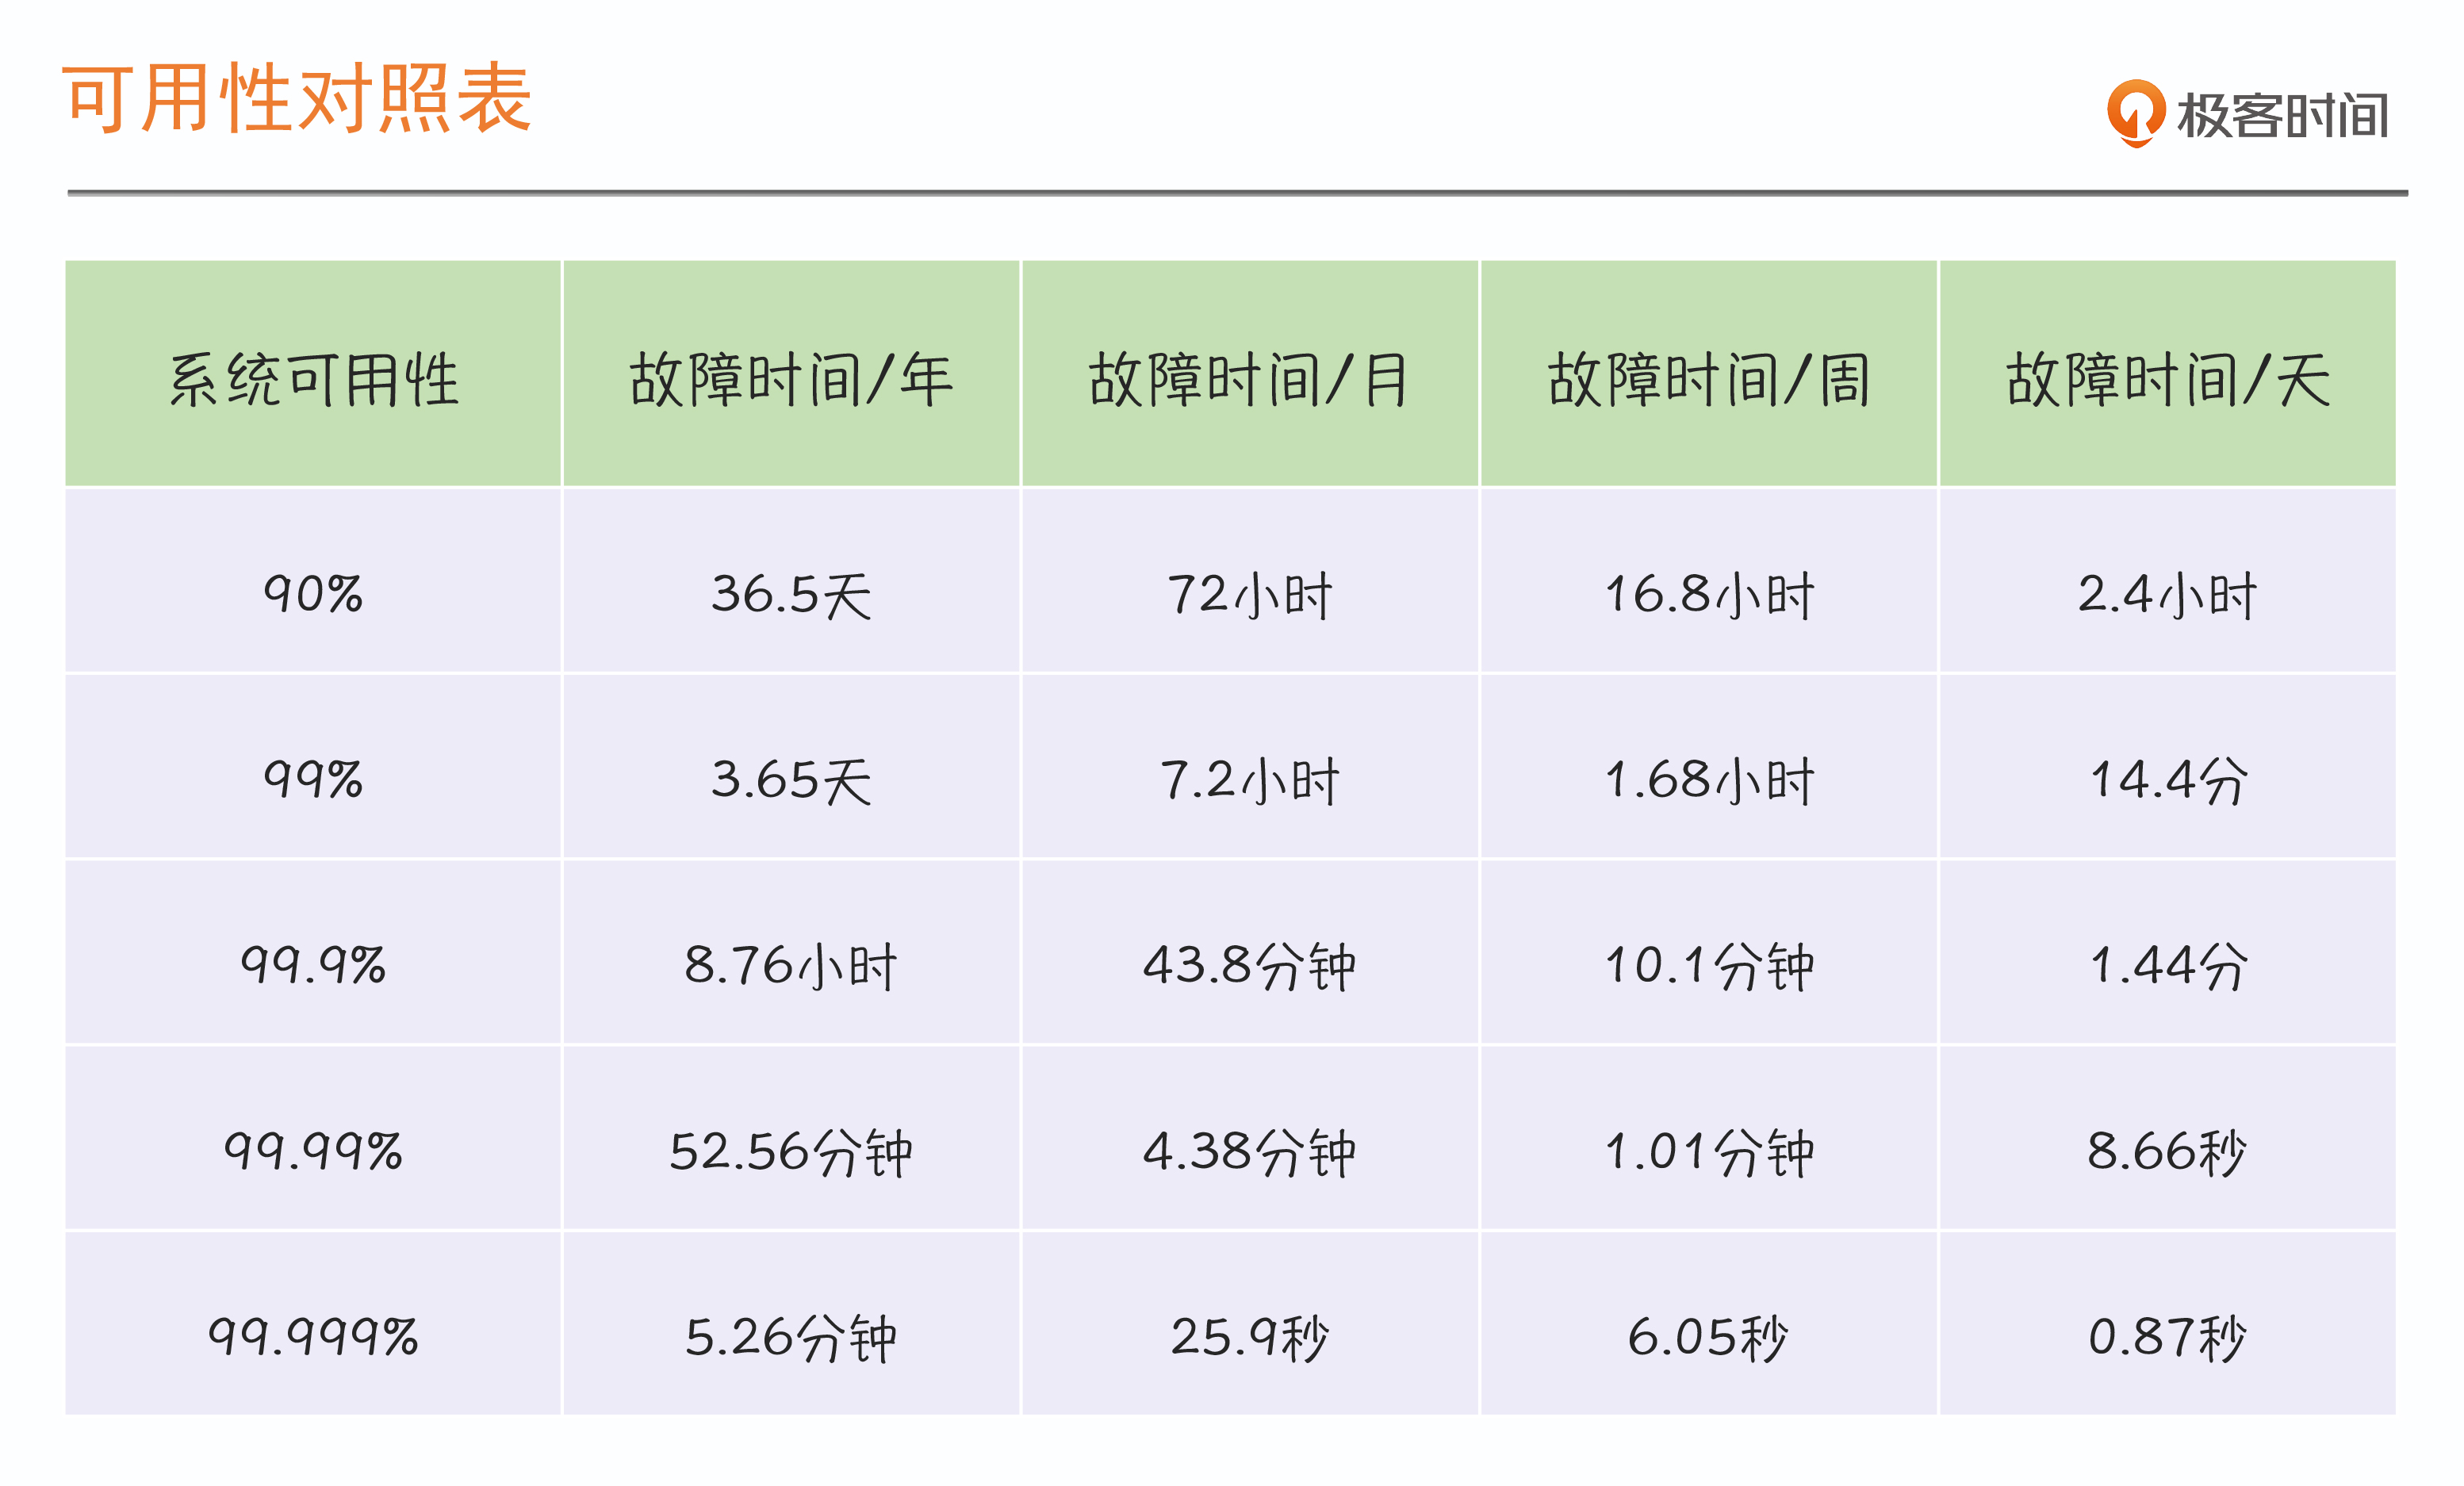 可用性对照表
极客时间
系统可用性 故障时间/年 故障时间/月 故障时间/周 故障时间/天
90% 36.5天 72小时 16.8小时 2.4小时
99% 3.65天 7.2小时 1.68小时 14.4分
99.9% 8.76小时 43.8分钟 10.1分钟 1.44分
99.99% 52.56分钟 4.38分钟 1.01分钟 8.66秒
99.999% 5.26分钟 25.9秒 6.05秒 0.87秒